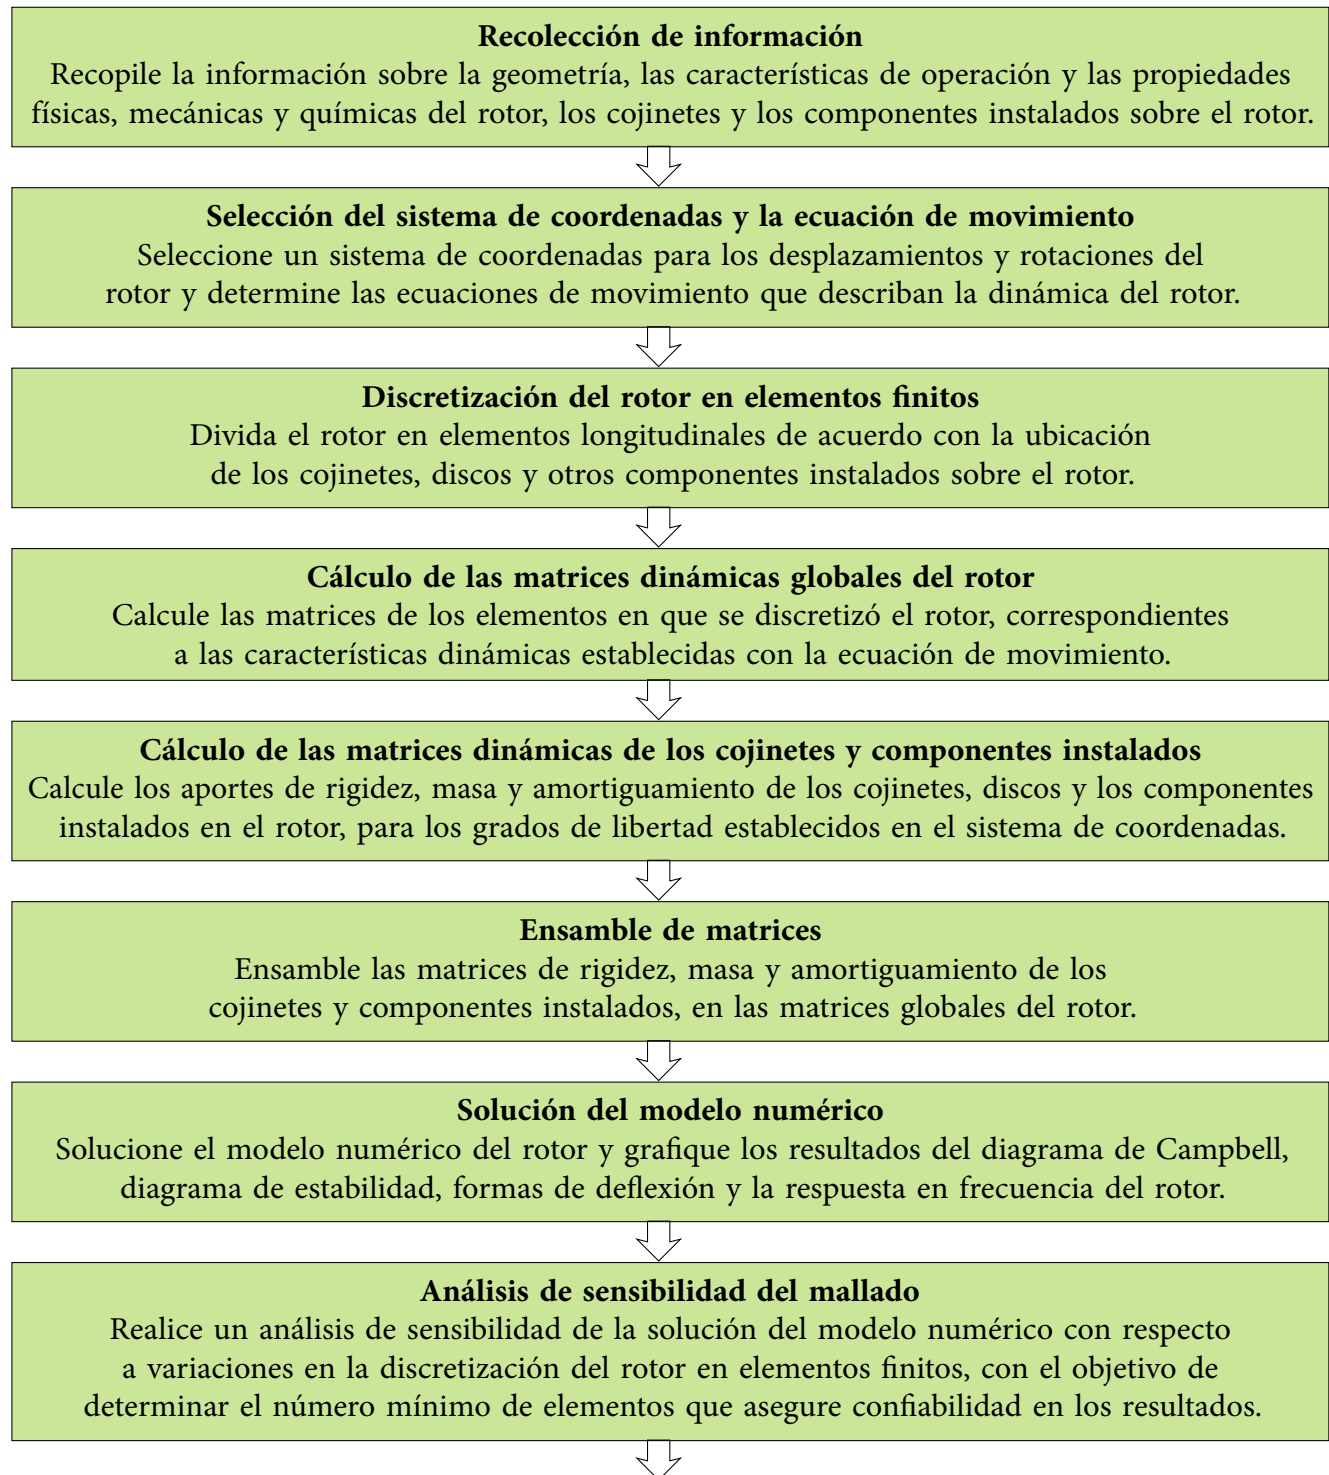 Recolección de información
Recopile la información sobre la geometría, las características de operación y las propiedades
físicas, mecánicas y químicas del rotor, los cojinetes y los componentes instalados sobre el rotor.
Selección del sistema de coordenadas y la ecuación de movimiento
Seleccione un sistema de coordenadas para los desplazamientos y rotaciones del
rotor y determine las ecuaciones de movimiento que describan la dinámica del rotor.
Discretización del rotor en elementos finitos
Divida el rotor en elementos longitudinales de acuerdo con la ubicación
de los cojinetes, discos y otros componentes instalados sobre el rotor.
Cálculo de las matrices dinámicas globales del rotor
Calcule las matrices de los elementos en que se discretizó el rotor, correspondientes
a las características dinámicas establecidas con la ecuación de movimiento.
Cálculo de las matrices dinámicas de los cojinetes y componentes instalados
Calcule los aportes de rigidez, masa y amortiguamiento de los cojinetes, discos y los componentes
instalados en el rotor, para los grados de libertad establecidos en el sistema de coordenadas.
Ensamble de matrices
Ensamble las matrices de rigidez, masa y amortiguamiento de los
cojinetes y componentes instalados, en las matrices globales del rotor.
Solución del modelo numérico
Solucione el modelo numérico del rotor y grafique los resultados del diagrama de Campbell,
diagrama de estabilidad, formas de deflexión y la respuesta en frecuencia del rotor.
Análisis de sensibilidad del mallado
Realice un análisis de sensibilidad de la solución del modelo numérico con respecto
a variaciones en la discretización del rotor en elementos finitos, con el objetivo de
determinar el número mínimo de elementos que asegure confiabilidad en los resultados.